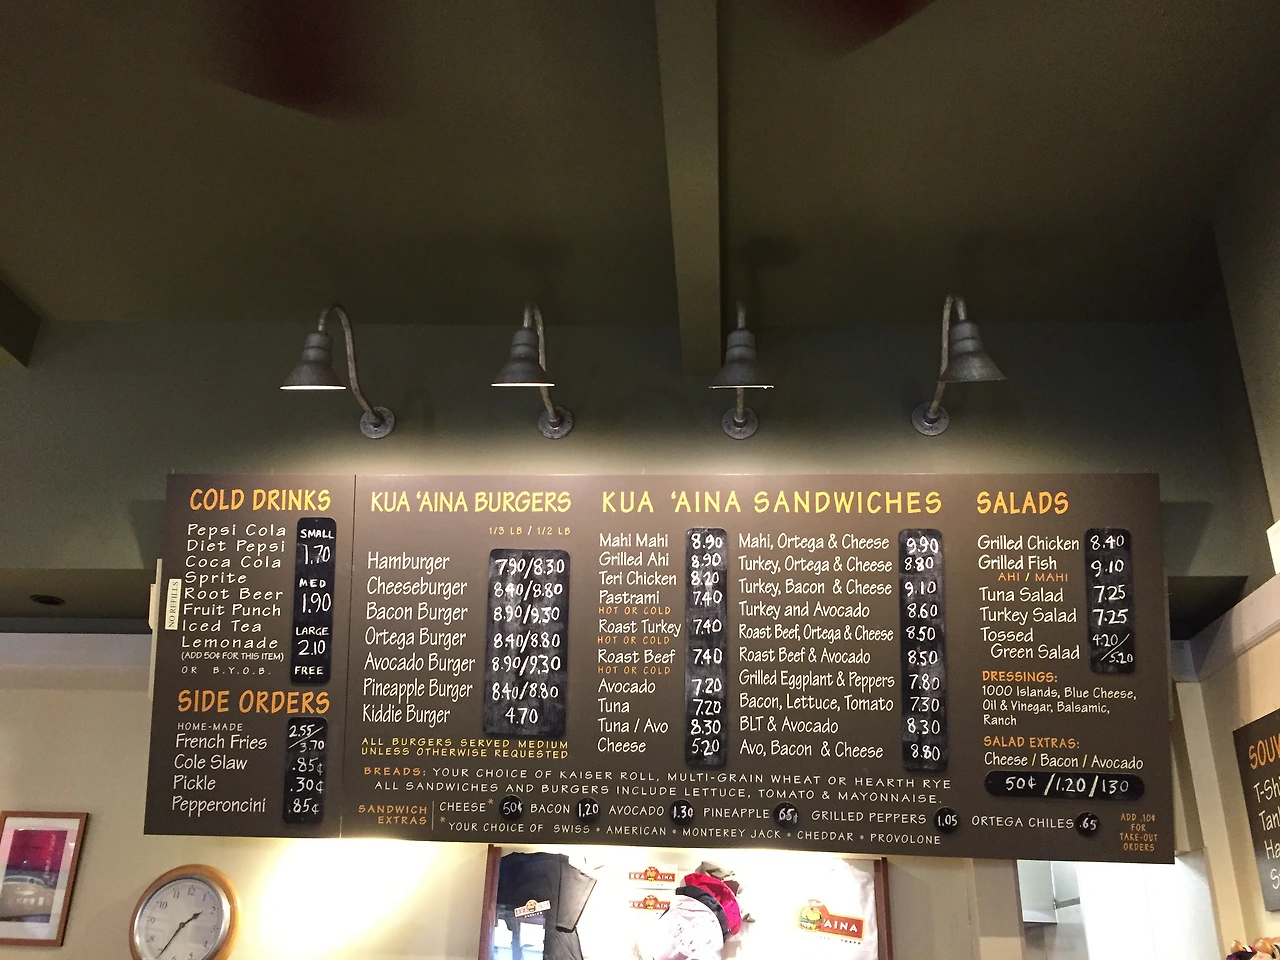 COLD DRINKS
Pepsi Cola
Diet Pepsi
Coca Cola
Sprite
Root Beer
Fruit Punch
Iced Tea
Lemonade
(ADD 50¢ FOR THIS ITEM)
OR B.Y.O.B.
NO REFILLS
SMALL
1.70
MED
1.90
LARGE
2.10
FREE
SIDE ORDERS
HOME-MADE
French Fries 2.55/3.70
Cole Slaw .85¢
Pickle .30¢
Pepperoncini .85¢
KUA 'AINA BURGERS
1/3 LB / 1/2 LB
Hamburger 7.90/8.30
Cheeseburger 8.40/8.80
Bacon Burger 8.90/9.30
Ortega Burger 8.40/8.80
Avocado Burger 8.90/9.30
Pineapple Burger 8.40/8.80
Kiddie Burger 4.70
ALL BURGERS SERVED MEDIUM
UNLESS OTHERWISE REQUESTED
KUA 'AINA SANDWICHES
Mahi Mahi 8.90
Grilled Ahi 8.90
Teri Chicken 8.20
Pastrami 7.40
HOT OR COLD
Roast Turkey 7.40
HOT OR COLD
Roast Beef 7.40
HOT OR COLD
Avocado 7.20
Tuna 7.20
Tuna / Avo 8.30
Cheese 5.20
Mahi, Ortega & Cheese 9.90
Turkey, Ortega & Cheese 8.80
Turkey, Bacon & Cheese 9.10
Turkey and Avocado 8.60
Roast Beef, Ortega & Cheese 8.50
Roast Beef & Avocado 8.50
Grilled Eggplant & Peppers 7.80
Bacon, Lettuce, Tomato 7.30
BLT & Avocado 8.30
Avo, Bacon & Cheese 8.80
BREADS: YOUR CHOICE OF KAISER ROLL, MULTI-GRAIN WHEAT OR HEARTH RYE
ALL SANDWICHES AND BURGERS INCLUDE LETTUCE, TOMATO & MAYONNAISE.
SANDWICH
EXTRAS
CHEESE* 50¢ BACON 1.20 AVOCADO 1.30 PINEAPPLE 65¢ GRILLED PEPPERS 1.05 ORTEGA CHILES .65
*YOUR CHOICE OF SWISS • AMERICAN • MONTEREY JACK • CHEDDAR • PROVOLONE
SALADS
Grilled Chicken 8.40
Grilled Fish 9.10
AHI / MAHI
Tuna Salad 7.25
Turkey Salad 7.25
Tossed
Green Salad 4.20/5.20
DRESSINGS:
1000 Islands, Blue Cheese,
Oil & Vinegar, Balsamic,
Ranch
SALAD EXTRAS:
Cheese / Bacon / Avocado
50¢ / 1.20 / 1.30
ADD .10¢
FOR
TAKE-OUT
ORDERS
KUA AINA
KUA AINA
'AINA